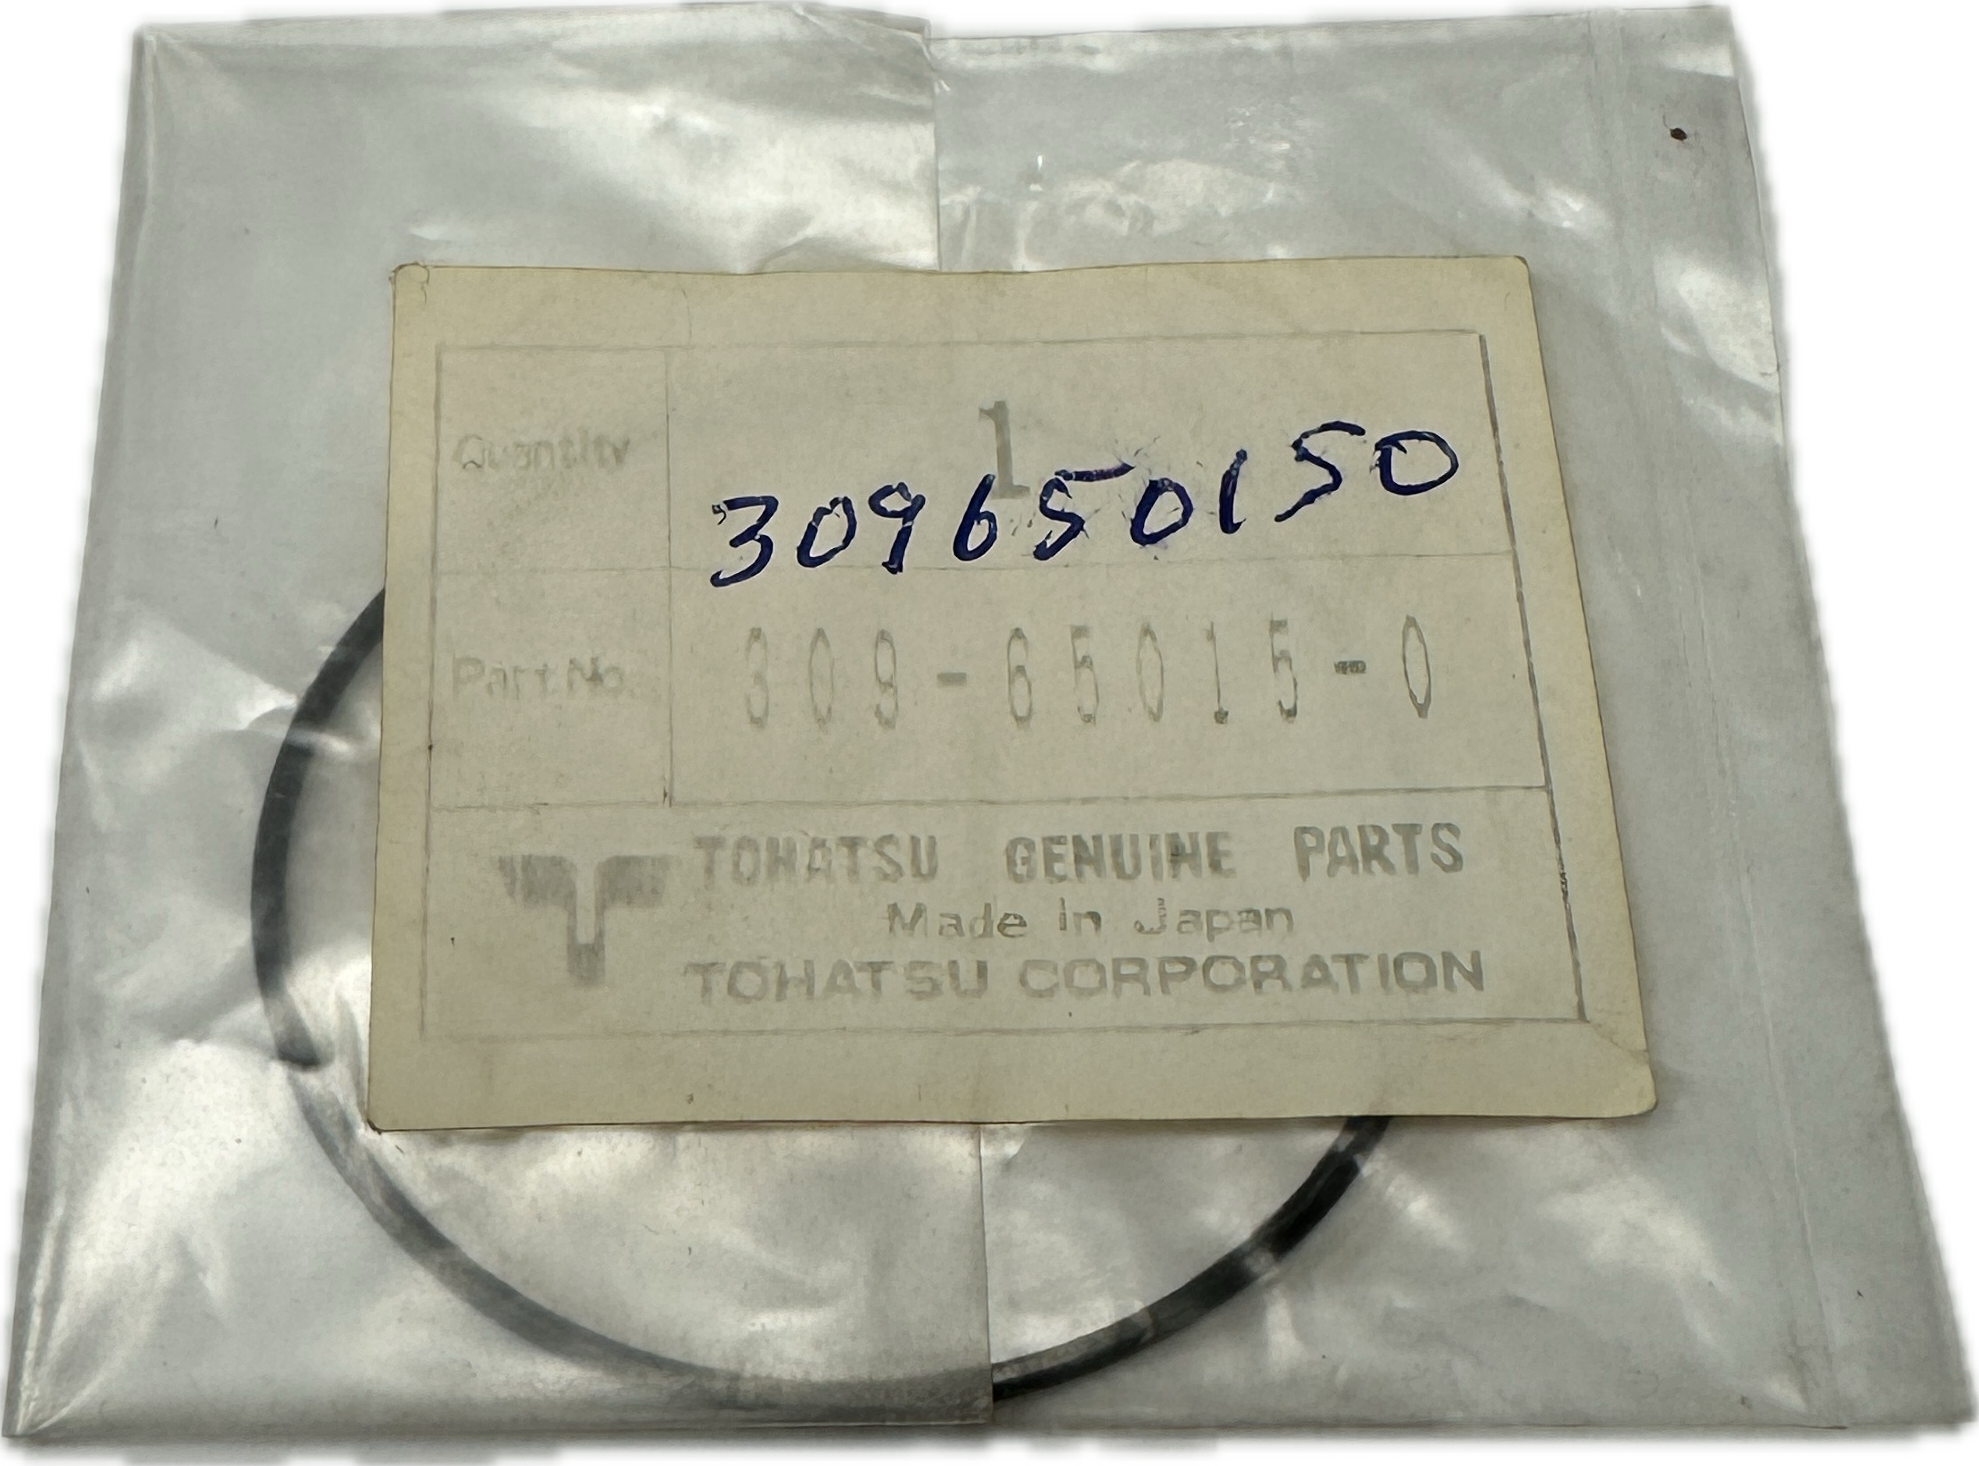 Quantity 1
309650150
Part No. 309-65015-0
TOHATSU GENUINE PARTS
Made in Japan
TOHATSU CORPORATION